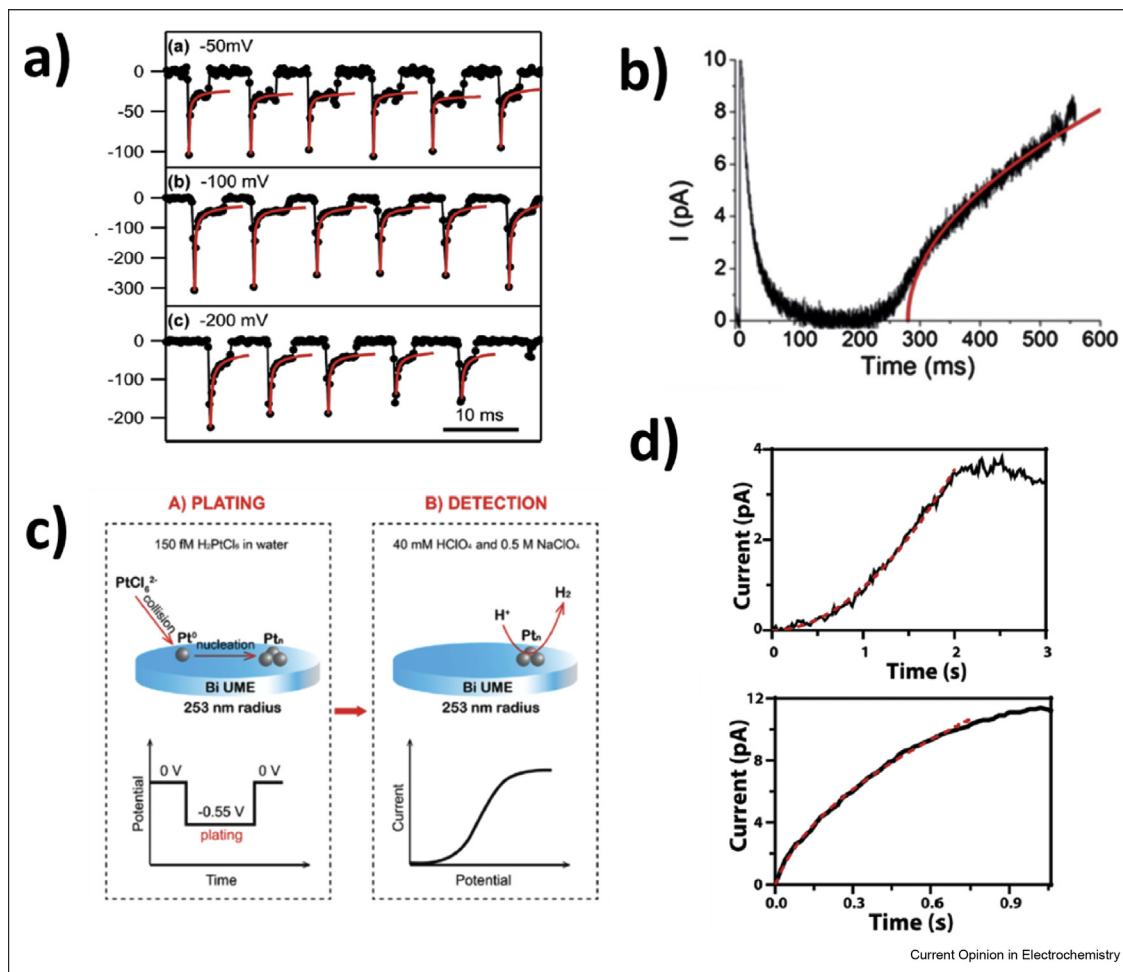 a)
(a) -50mV
0
-50
-100
(b) -100 mV
0
-100
-200
-300
(c) -200 mV
0
-100
-200
10 ms
b)
10
8
6
4
2
0
I (pA)
0 100 200 300 400 500 600
Time (ms)
c)
A) PLATING
150 fM H₂PtCl₆ in water
PtCl₆²⁻
collision
Pt⁰
nucleation
Ptₙ
Bi UME
253 nm radius
0 V
0 V
-0.55 V
plating
Potential
Time
B) DETECTION
40 mM HClO₄ and 0.5 M NaClO₄
H⁺
H₂
Ptₙ
Bi UME
253 nm radius
Current
Potential
d)
4
2
0
Current (pA)
0 1 2 3
Time (s)
12
8
4
0
Current (pA)
0.0 0.3 0.6 0.9
Time (s)
Current Opinion in Electrochemistry